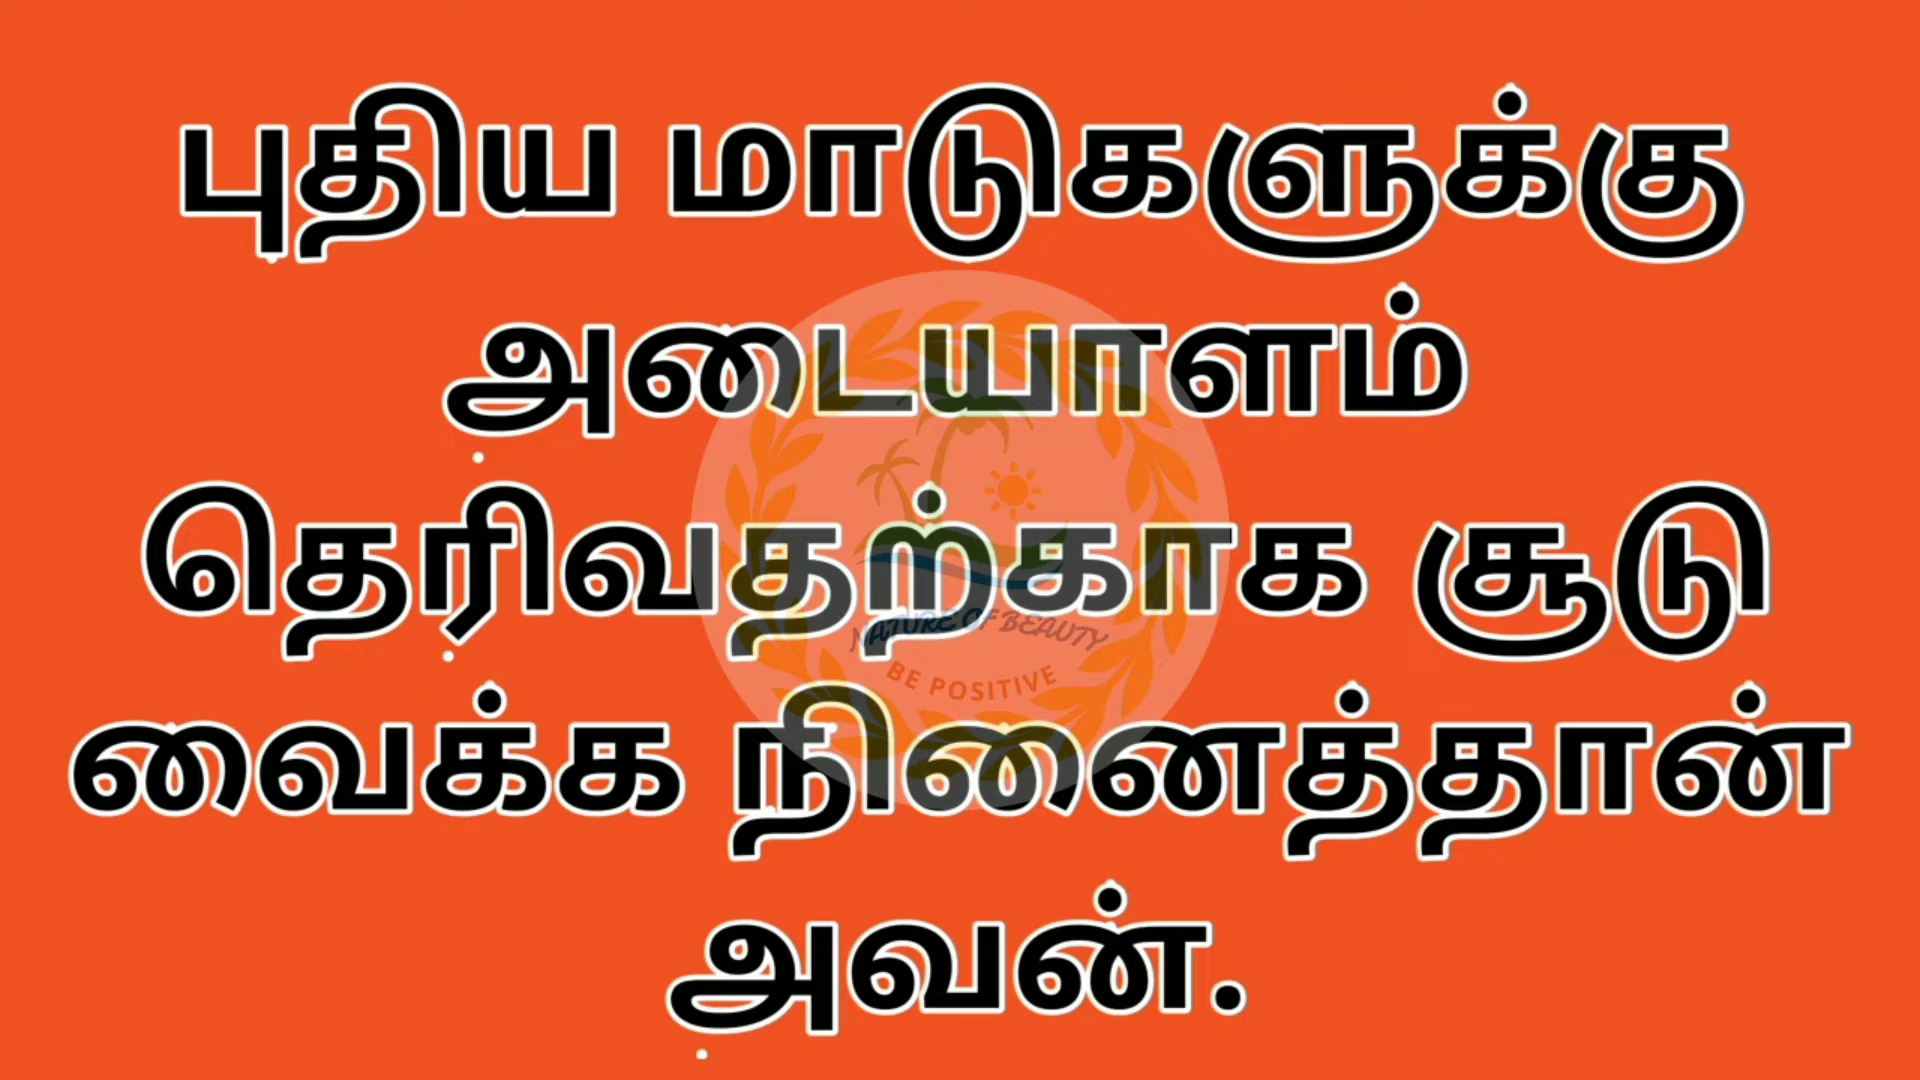 புதிய மாடுகளுக்கு
அடையாளம்
தெரிவதற்காக சூடு
வைக்க நினைத்தான்
அவன்.
NATURE OF BEAUTY
BE POSITIVE